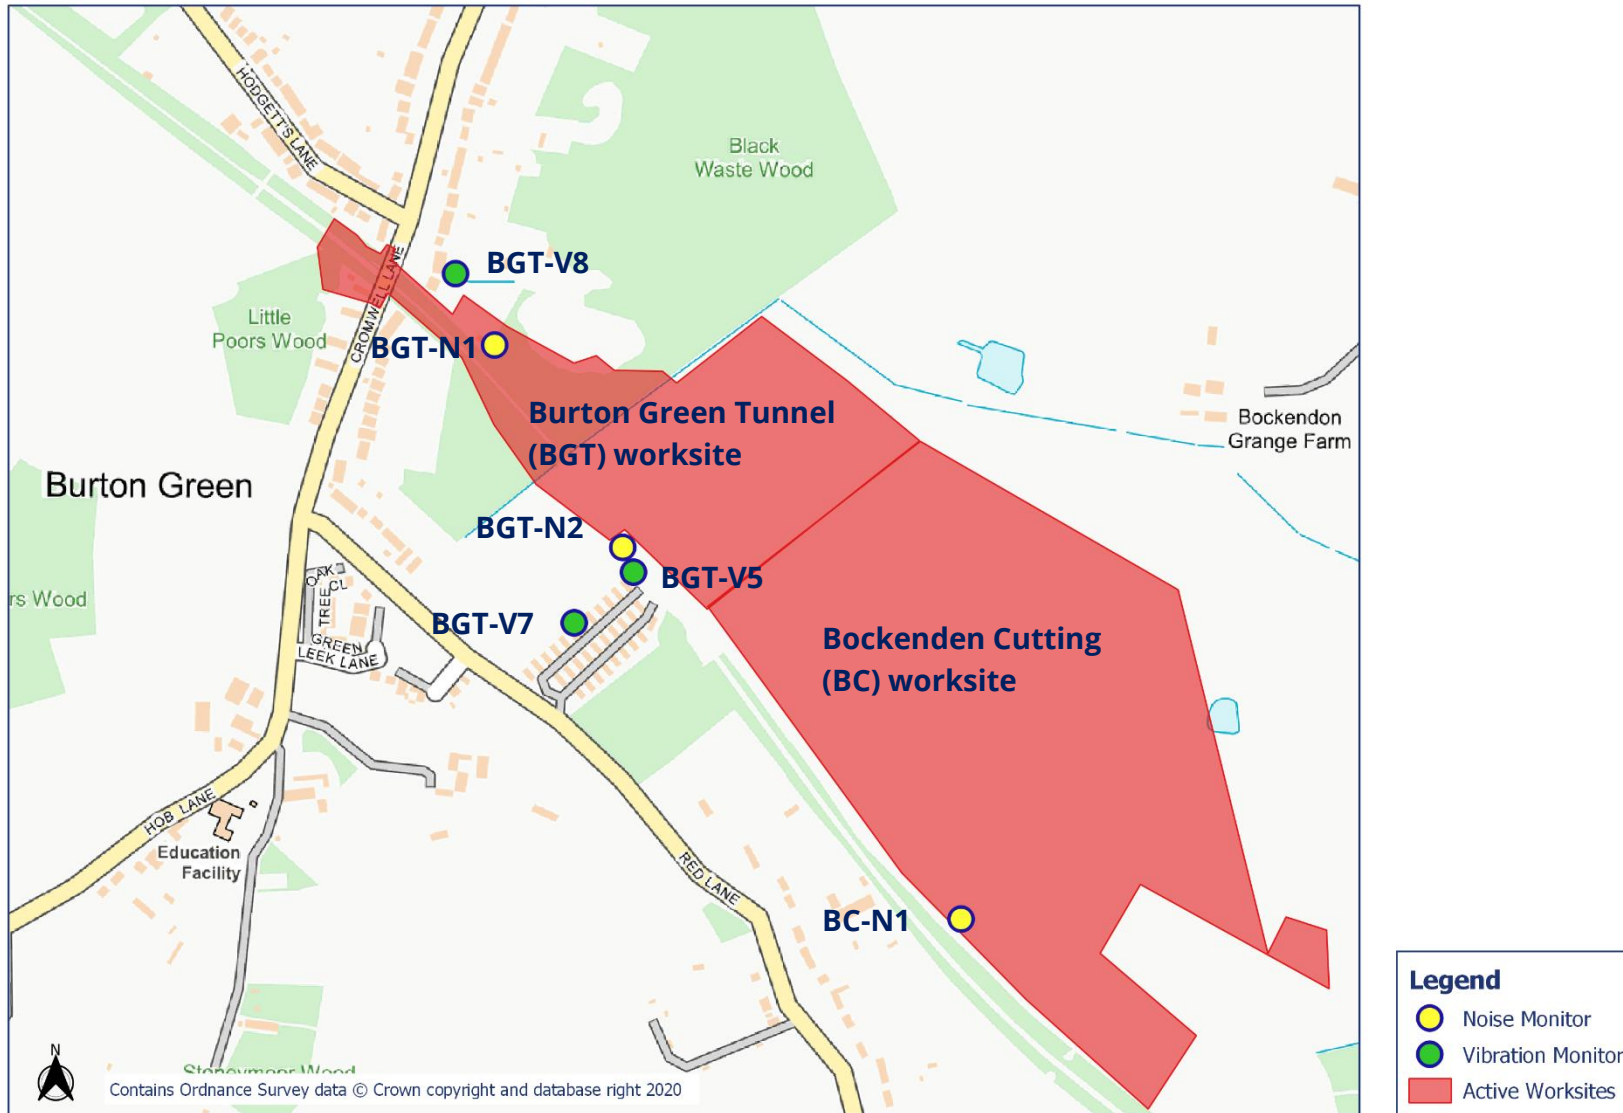 HODGETT'S LANE
Black
Waste Wood
BGT-V8
CROMWELL LANE
Little
Poors Wood
BGT-N1
Burton Green Tunnel
(BGT) worksite
Bockendon
Grange Farm
Burton Green
BGT-N2
BGT-V5
OAK
TREE
CL
rs Wood
BGT-V7
GREEN
LEEK LANE
Bockenden Cutting
(BC) worksite
HOB LANE
Education
Facility
RED LANE
BC-N1
N
Stoneymoor Wood
Contains Ordnance Survey data © Crown copyright and database right 2020
Legend
Noise Monitor
Vibration Monitor
Active Worksites